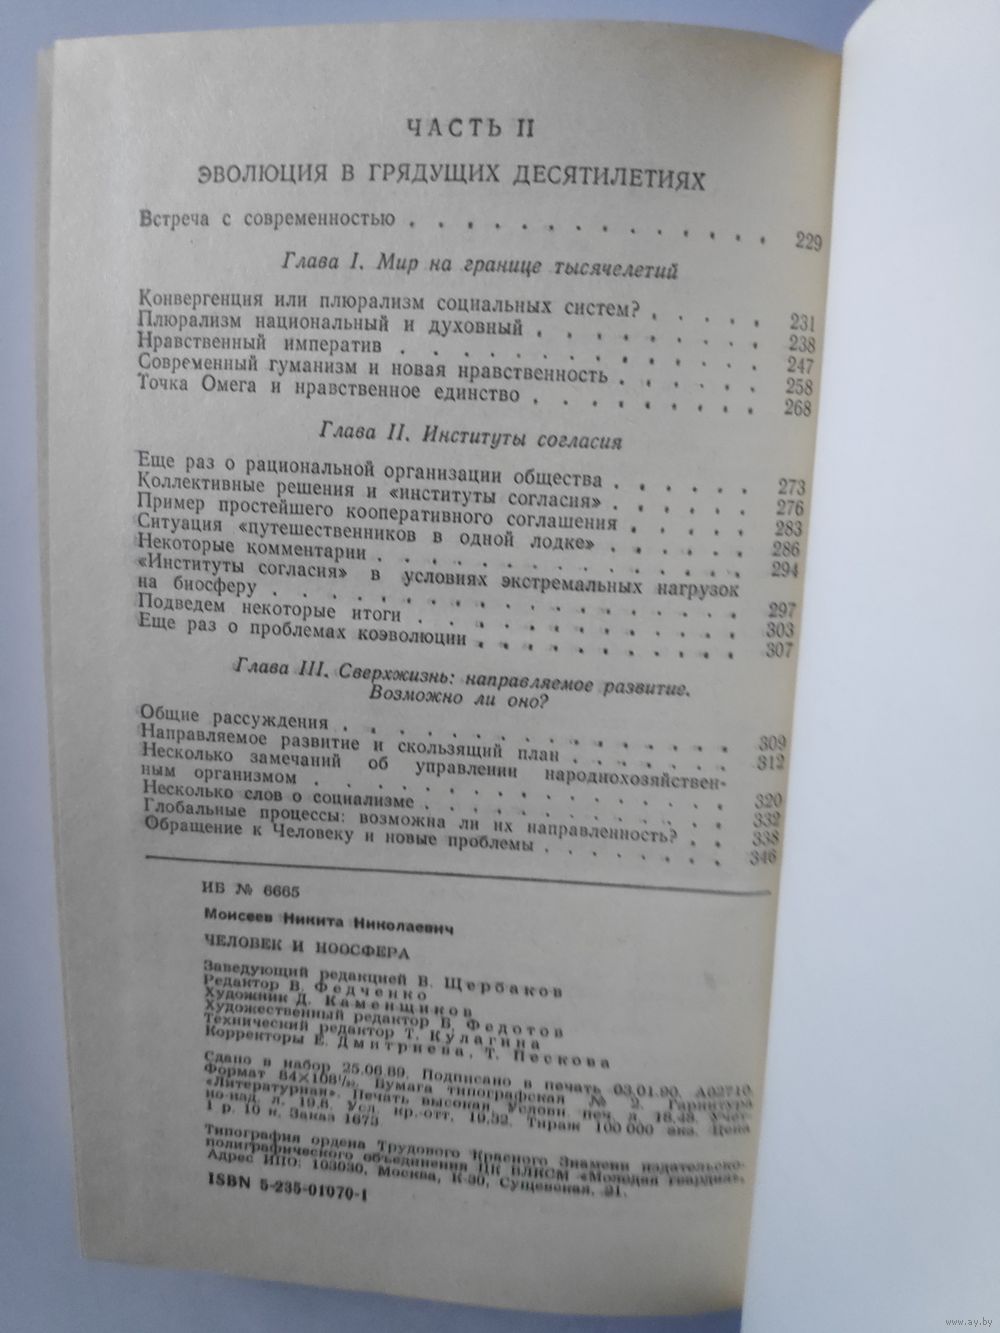 ЧАСТЬ II
ЭВОЛЮЦИЯ В ГРЯДУЩИХ ДЕСЯТИЛЕТИЯХ
Встреча с современностью . . . . . . . . . . . . . 229
Глава I. Мир на границе тысячелетий
Конвергенция или плюрализм социальных систем? . . . . . 231
Плюрализм национальный и духовный . . . . . . . . . 238
Нравственный императив . . . . . . . . . . . . . 247
Современный гуманизм и новая нравственность . . . . . . 258
Точка Омега и нравственное единство . . . . . . . . . 268
Глава II. Институты согласия
Еще раз о рациональной организации общества . . . . . . 273
Коллективные решения и «институты согласия» . . . . . . 276
Пример простейшего кооперативного соглашения . . . . . 283
Ситуация «путешественников в одной лодке» . . . . . . 286
Некоторые комментарии . . . . . . . . . . . . . 294
«Институты согласия» в условиях экстремальных нагрузок
на биосферу . . . . . . . . . . . . . . . . 297
Подведем некоторые итоги . . . . . . . . . . . . 303
Еще раз о проблемах коэволюции . . . . . . . . . . 307
Глава III. Сверхжизнь: направляемое развитие.
Возможно ли оно?
Общие рассуждения . . . . . . . . . . . . . . 309
Направляемое развитие и скользящий план . . . . . . . 312
Несколько замечаний об управлении народнохозяйствен-
ным организмом . . . . . . . . . . . . . . . 320
Несколько слов о социализме . . . . . . . . . . . 332
Глобальные процессы: возможна ли их направленность? . . 338
Обращение к Человеку и новые проблемы . . . . . . . 346
ИБ № 6665
Моисеев Никита Николаевич
ЧЕЛОВЕК И НООСФЕРА
Заведующий редакцией В. Щербаков
Редактор В. Федченко
Художник Д. Каменщиков
Художественный редактор В. Федотов
Технический редактор Т. Кулагина
Корректоры Е. Дмитриева, Т. Пескова
Сдано в набор 25.06.89. Подписано в печать 03.01.90. А02710.
Формат 84×108¹/₃₂. Бумага типографская № 2. Гарнитура
«Литературная». Печать высокая. Условн. печ. л. 18,48. Учет-
но-изд. л. 19,8. Усл. кр.-отт. 19,32. Тираж 100 000 экз. Цена
1 р. 10 к. Заказ 1673
Типография ордена Трудового Красного Знамени издательско-
полиграфического объединения ЦК ВЛКСМ «Молодая гвардия».
Адрес ИПО: 103030, Москва, К-30, Сущевская, 21.
ISBN 5-235-01070-1
www.ay.by